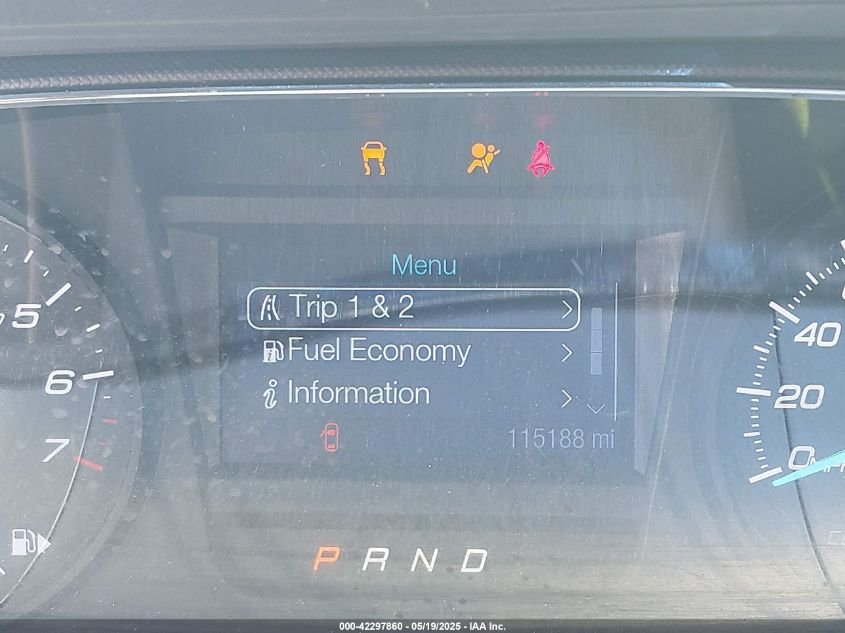 Menu
Trip 1 & 2
Fuel Economy
Information
115188 mi
5
6
7
40
20
0
P R N D
000-42297860 - 05/19/2025 - IAA Inc.